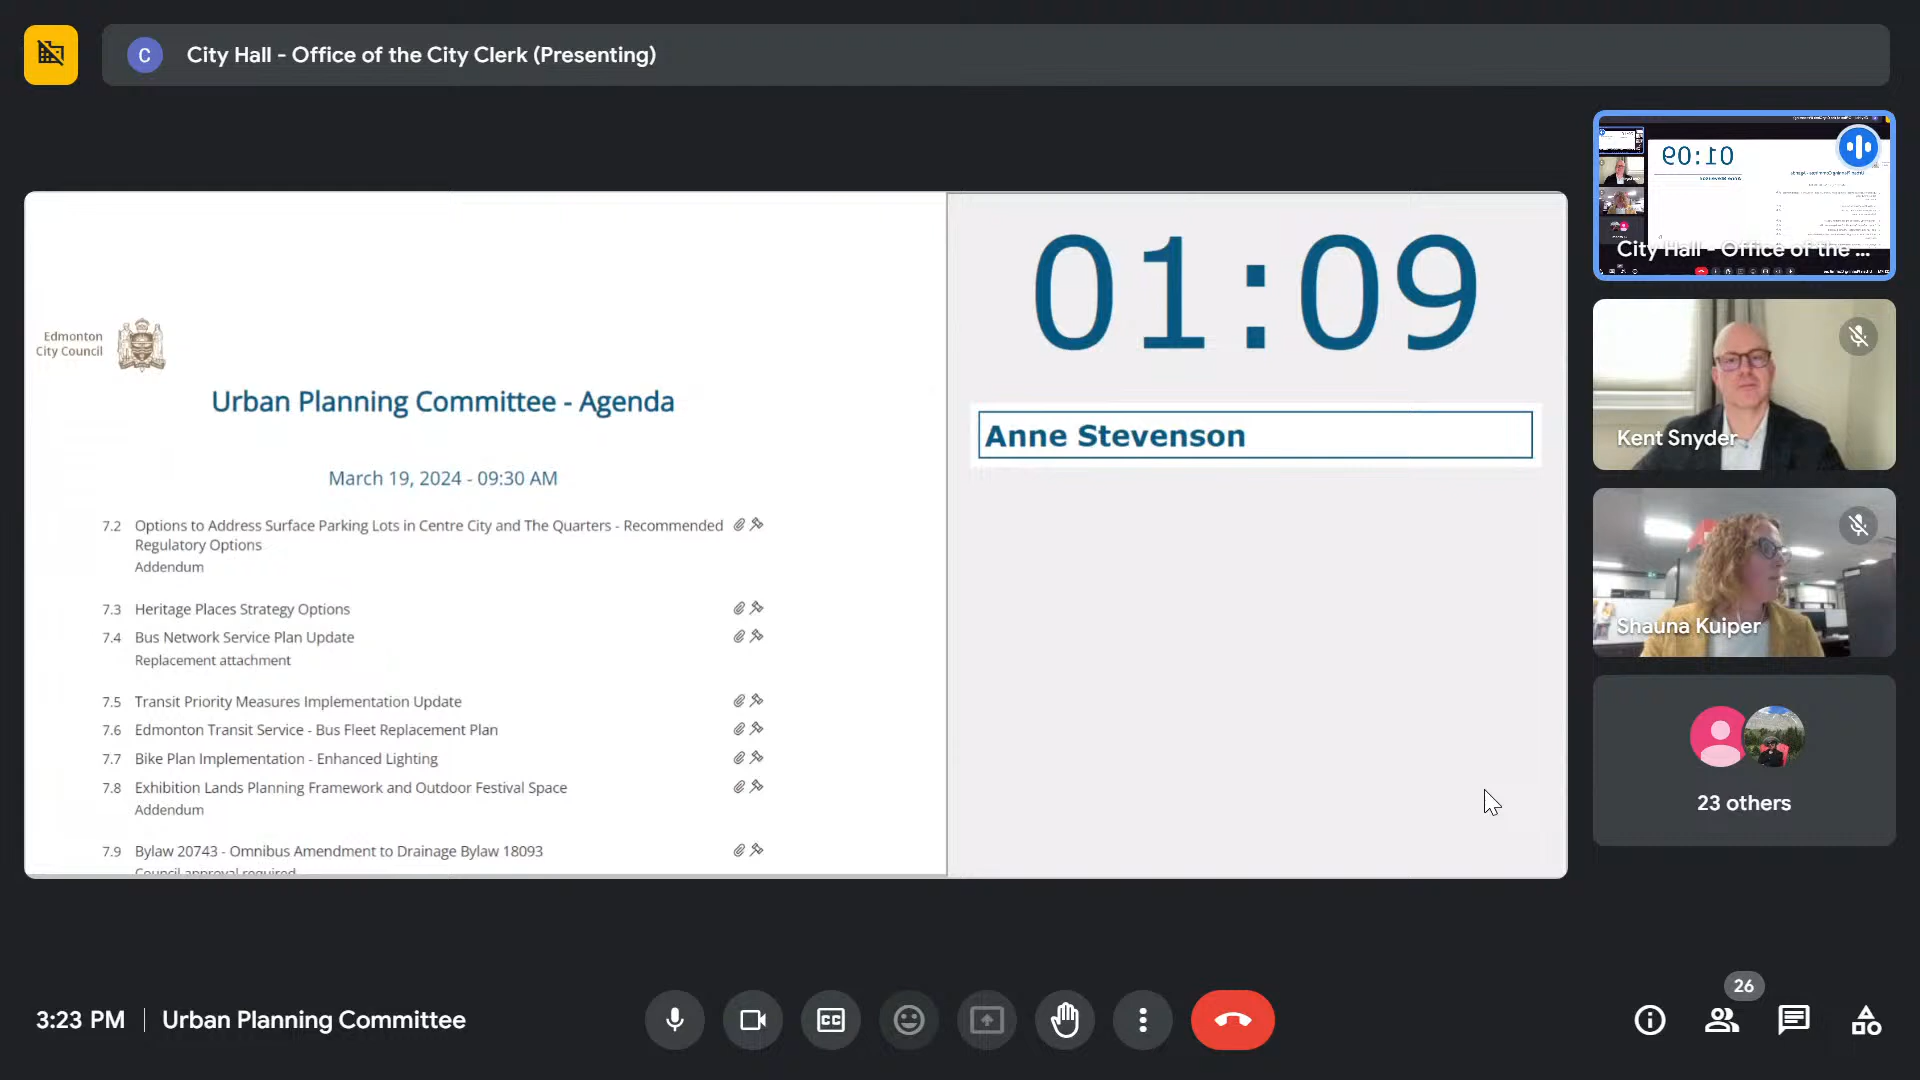 C City Hall - Office of the City Clerk (Presenting)
Edmonton
City Council
Urban Planning Committee - Agenda
March 19, 2024 - 09:30 AM
7.2 Options to Address Surface Parking Lots in Centre City and The Quarters - Recommended
Regulatory Options
Addendum
7.3 Heritage Places Strategy Options
7.4 Bus Network Service Plan Update
Replacement attachment
7.5 Transit Priority Measures Implementation Update
7.6 Edmonton Transit Service - Bus Fleet Replacement Plan
7.7 Bike Plan Implementation - Enhanced Lighting
7.8 Exhibition Lands Planning Framework and Outdoor Festival Space
Addendum
7.9 Bylaw 20743 - Omnibus Amendment to Drainage Bylaw 18093
Council approval required
01:09
Anne Stevenson
01:09
City Hall - Office of the ...
Kent Snyder
Shauna Kuiper
23 others
3:23 PM Urban Planning Committee
CC
26